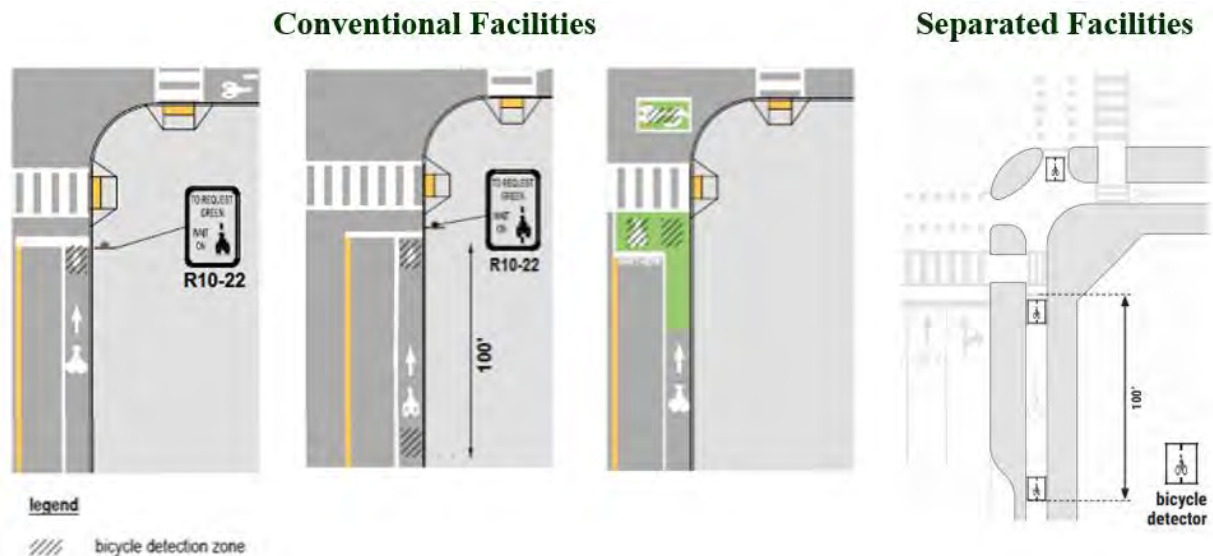 Conventional Facilities
Separated Facilities
TO REQUEST
GREEN
WAIT
ON
R10-22
TO REQUEST
GREEN
WAIT
ON
R10-22
100'
100'
bicycle
detector
legend
bicycle detection zone